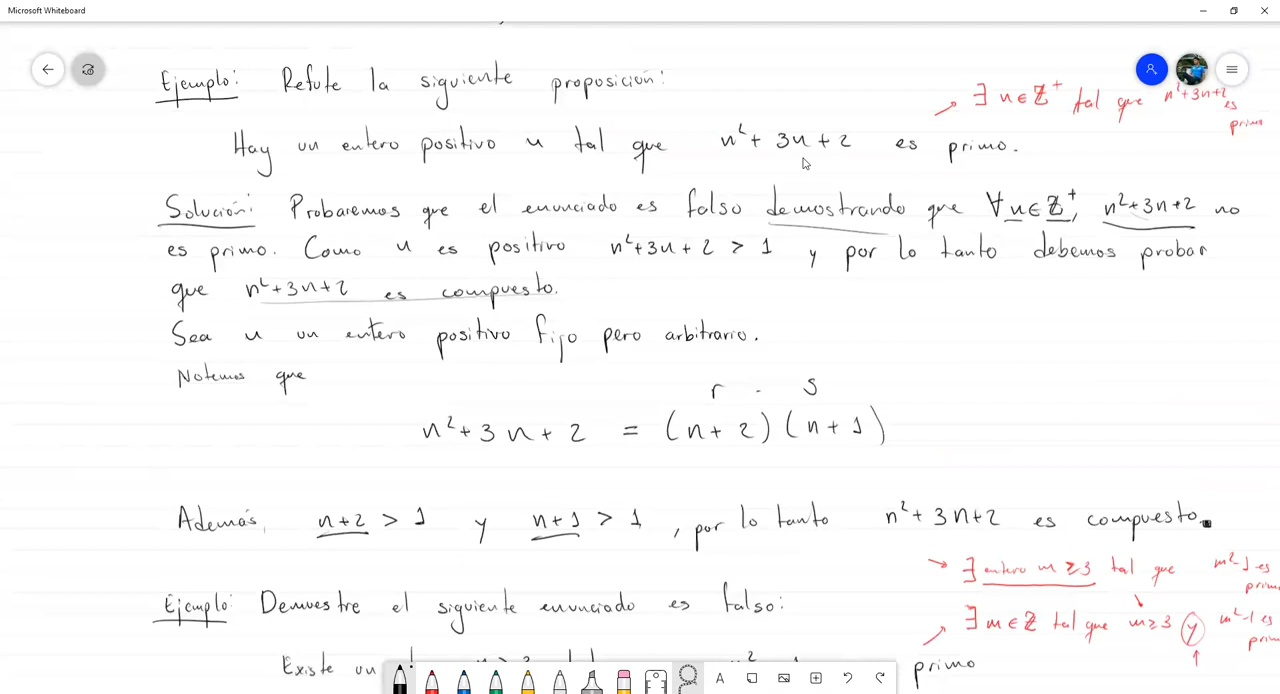 Microsoft Whiteboard
Ejemplo: Refute la siguiente proposición:
∃ n ∈ Z⁺ tal que n²+3n+2 es primo
Hay un entero positivo n tal que n² + 3n + 2 es primo.
Solución: Probaremos que el enunciado es falso demostrando que ∀ n ∈ Z⁺, n²+3n+2 no
es primo. Como n es positivo n²+3n+2 > 1 y por lo tanto debemos probar
que n²+3n+2 es compuesto.
Sea n un entero positivo fijo pero arbitrario.
Notemos que
r · s
n² + 3n + 2 = (n+2)(n+1)
Además, n+2 > 1 y n+1 > 1, por lo tanto n² + 3n+2 es compuesto.
∃ entero m ≥ 3 tal que m²-1 es primo
Ejemplo: Demuestre el siguiente enunciado es falso:
∃ m ∈ Z tal que m ≥ 3 y m²-1 es primo
Existe un primo